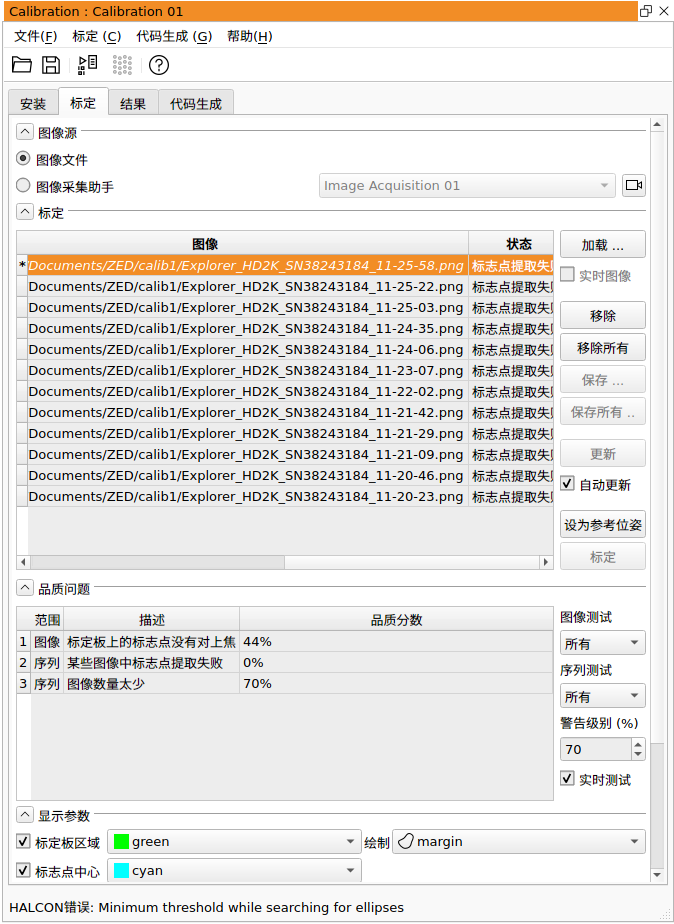 Calibration : Calibration 01
文件(F) 标定 (C) 代码生成 (G) 帮助(H)
安装 标定 结果 代码生成
图像源
图像文件
图像采集助手 Image Acquisition 01
标定
图像 状态 加载 ...
* /Documents/ZED/calib1/Explorer_HD2K_SN38243184_11-25-58.png 标志点提取失败
实时图像
Documents/ZED/calib1/Explorer_HD2K_SN38243184_11-25-22.png 标志点提取失败
Documents/ZED/calib1/Explorer_HD2K_SN38243184_11-25-03.png 标志点提取失败
移除
Documents/ZED/calib1/Explorer_HD2K_SN38243184_11-24-35.png 标志点提取失败
Documents/ZED/calib1/Explorer_HD2K_SN38243184_11-24-06.png 标志点提取失败
移除所有
Documents/ZED/calib1/Explorer_HD2K_SN38243184_11-23-07.png 标志点提取失败
保存 ...
Documents/ZED/calib1/Explorer_HD2K_SN38243184_11-22-02.png 标志点提取失败
Documents/ZED/calib1/Explorer_HD2K_SN38243184_11-21-42.png 标志点提取失败
保存所有 ..
Documents/ZED/calib1/Explorer_HD2K_SN38243184_11-21-29.png 标志点提取失败
Documents/ZED/calib1/Explorer_HD2K_SN38243184_11-21-09.png 标志点提取失败
更新
Documents/ZED/calib1/Explorer_HD2K_SN38243184_11-20-46.png 标志点提取失败
自动更新
Documents/ZED/calib1/Explorer_HD2K_SN38243184_11-20-23.png 标志点提取失败
设为参考位姿
标定
品质问题
范围 描述 品质分数
图像测试
1 图像 标定板上的标志点没有对上焦 44%
所有
2 序列 某些图像中标志点提取失败 0%
序列测试
3 序列 图像数量太少 70%
所有
警告级别 (%)
70
实时测试
显示参数
标定板区域 green 绘制 margin
标志点中心 cyan
HALCON错误: Minimum threshold while searching for ellipses